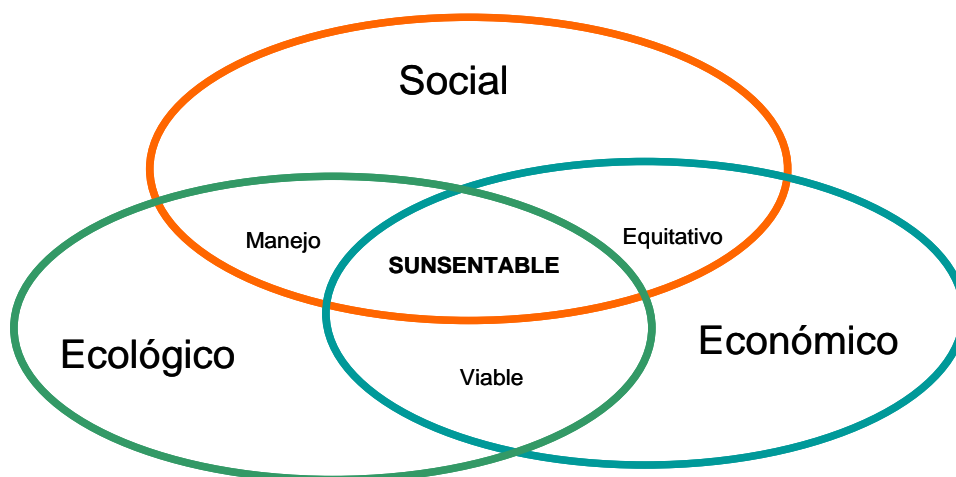 Social
Manejo
Equitativo
SUNSENTABLE
Ecológico
Económico
Viable